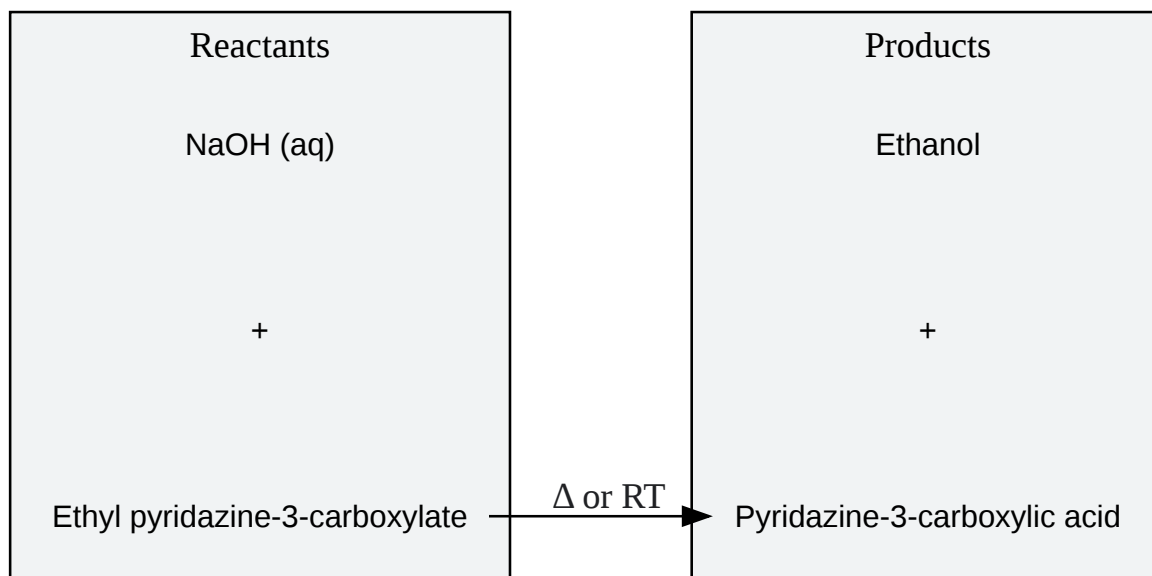 Reactants
NaOH (aq)
+
Ethyl pyridazine-3-carboxylate
Δ or RT
Products
Ethanol
+
Pyridazine-3-carboxylic acid